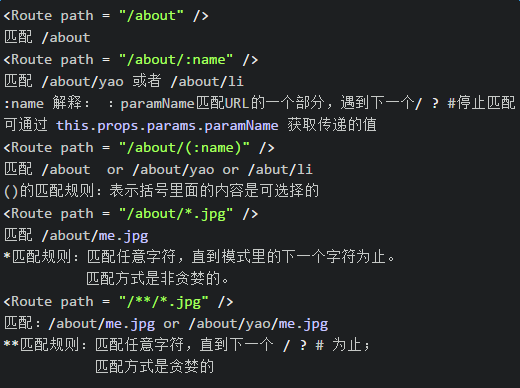 <Route path = "/about" />
匹配 /about
<Route path = "/about/:name" />
匹配 /about/yao 或者 /about/li
:name 解释： ：paramName匹配URL的一个部分，遇到下一个/ ? #停止匹配
可通过 this.props.params.paramName 获取传递的值
<Route path = "/about/(:name)" />
匹配 /about  or /about/yao or /abut/li
()的匹配规则：表示括号里面的内容是可选择的
<Route path = "/about/*.jpg" />
匹配 /about/me.jpg
*匹配规则：匹配任意字符，直到模式里的下一个字符为止。
匹配方式是非贪婪的。
<Route path = "/**/*.jpg" />
匹配：/about/me.jpg or /about/yao/me.jpg
**匹配规则：匹配任意字符，直到下一个 / ? # 为止；
匹配方式是贪婪的